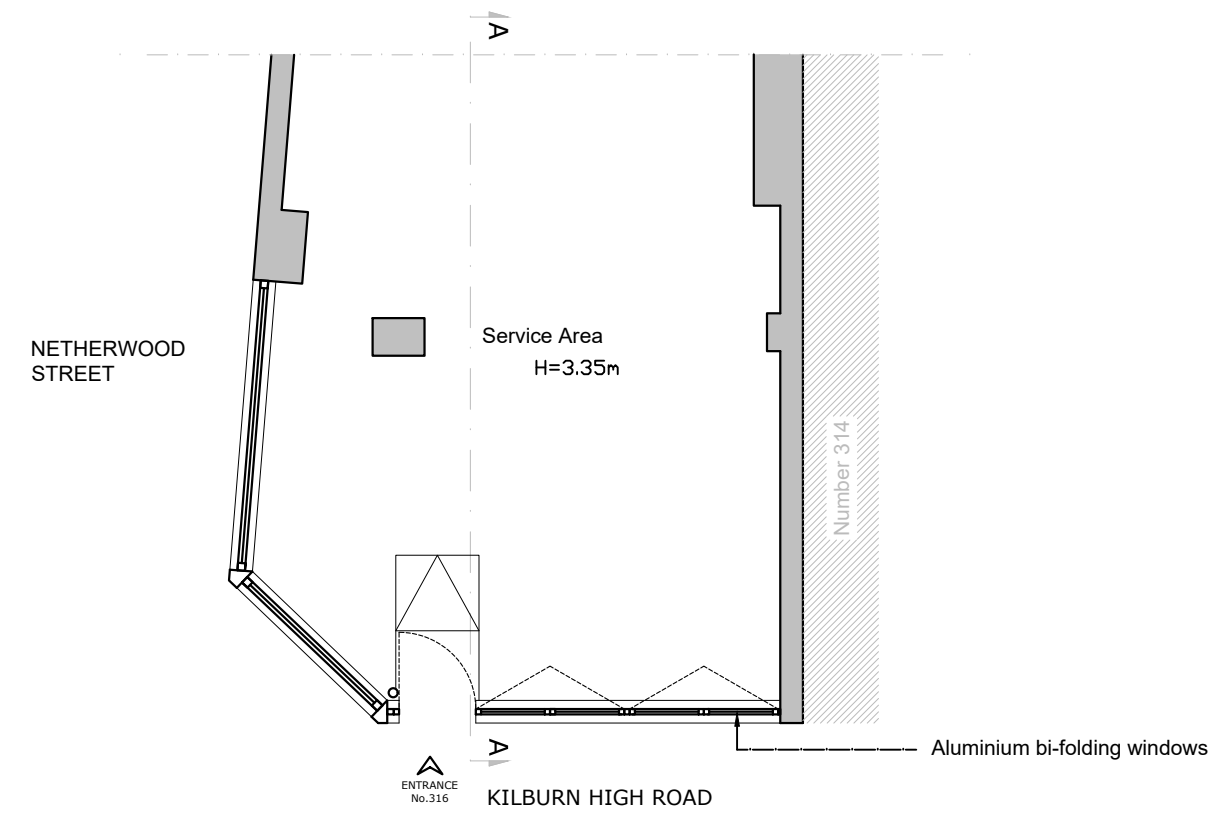 A
NETHERWOOD
STREET
Service Area
H=3.35m
Number 314
A
Aluminium bi-folding windows
ENTRANCE
No.316
KILBURN HIGH ROAD